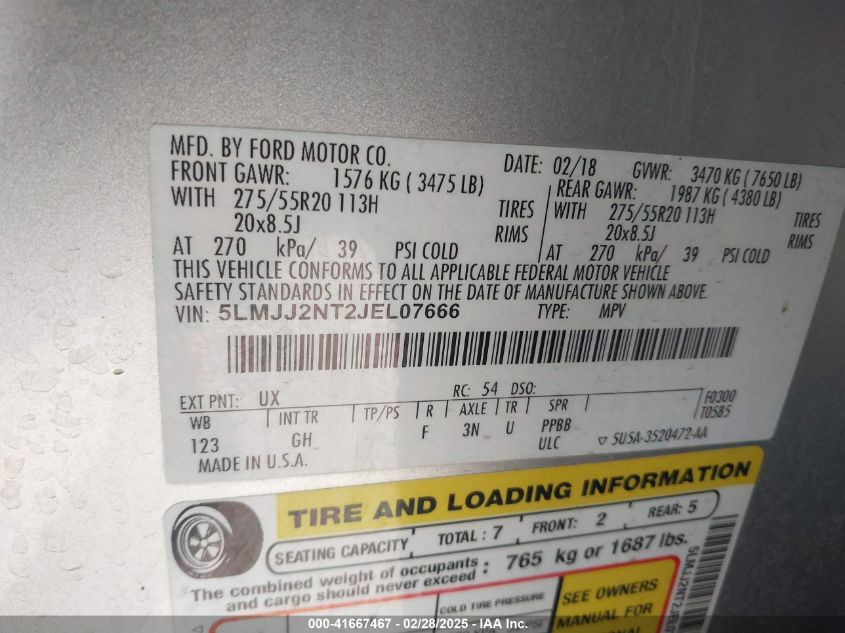 MFD. BY FORD MOTOR CO.
DATE: 02/18 GVWR: 3470 KG ( 7650 LB)
FRONT GAWR: 1576 KG ( 3475 LB)
REAR GAWR: 1987 KG ( 4380 LB)
WITH 275/55R20 113H TIRES
WITH 275/55R20 113H TIRES
20x8.5J RIMS
20x8.5J RIMS
AT 270 kPa/ 39 PSI COLD
AT 270 kPa/ 39 PSI COLD
THIS VEHICLE CONFORMS TO ALL APPLICABLE FEDERAL MOTOR VEHICLE
SAFETY STANDARDS IN EFFECT ON THE DATE OF MANUFACTURE SHOWN ABOVE.
VIN: 5LMJJ2NT2JEL07666 TYPE: MPV
EXT PNT: UX RC: 54 DSO: F0300
WB INT TR TP/PS R AXLE TR SPR T0585
123 GH F 3N U PPBB
ULC 5U5A-3520472-AA
MADE IN U.S.A.
TIRE AND LOADING INFORMATION
SEATING CAPACITY TOTAL : 7 FRONT: 2 REAR: 5
The combined weight of occupants : 765 kg or 1687 lbs.
and cargo should never exceed
COLD TIRE PRESSURE
SEE OWNERS
MANUAL FOR
000-41667467 - 02/28/2025 - IAA Inc.